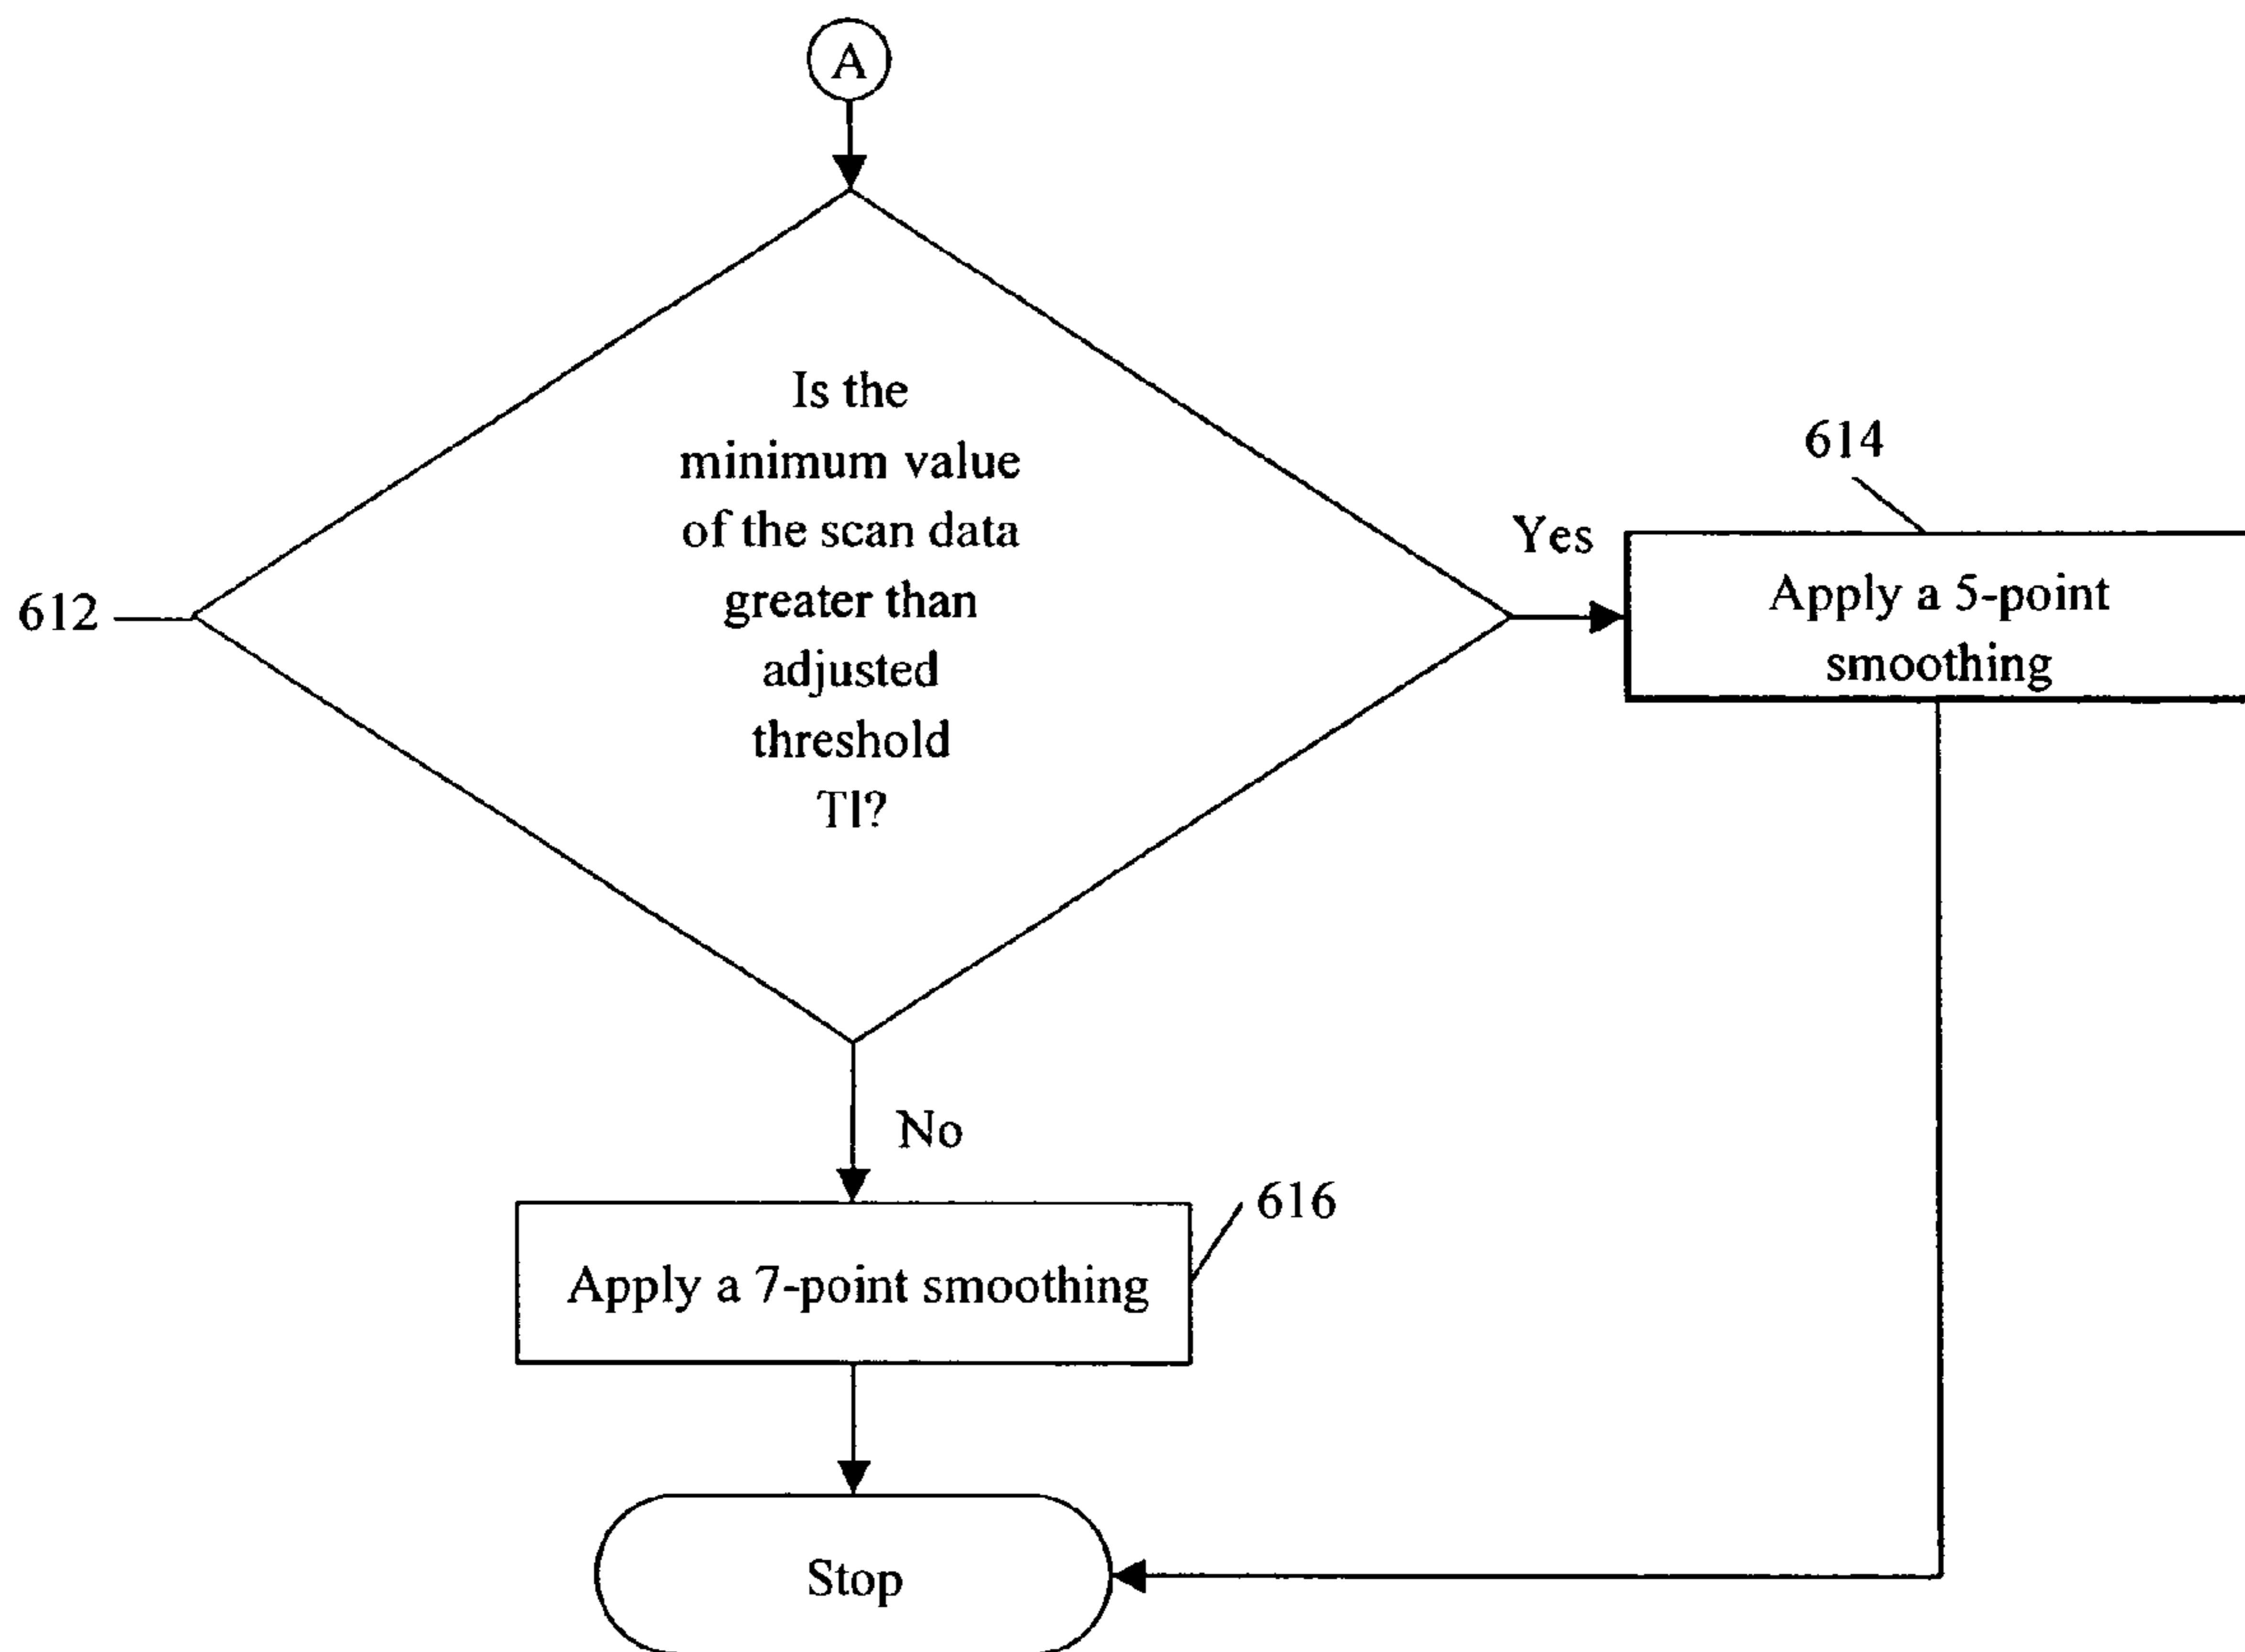 A
Is the
minimum value
of the scan data
greater than
adjusted
threshold
Tl?
612
Yes
614
Apply a 5-point
smoothing
No
616
Apply a 7-point smoothing
Stop